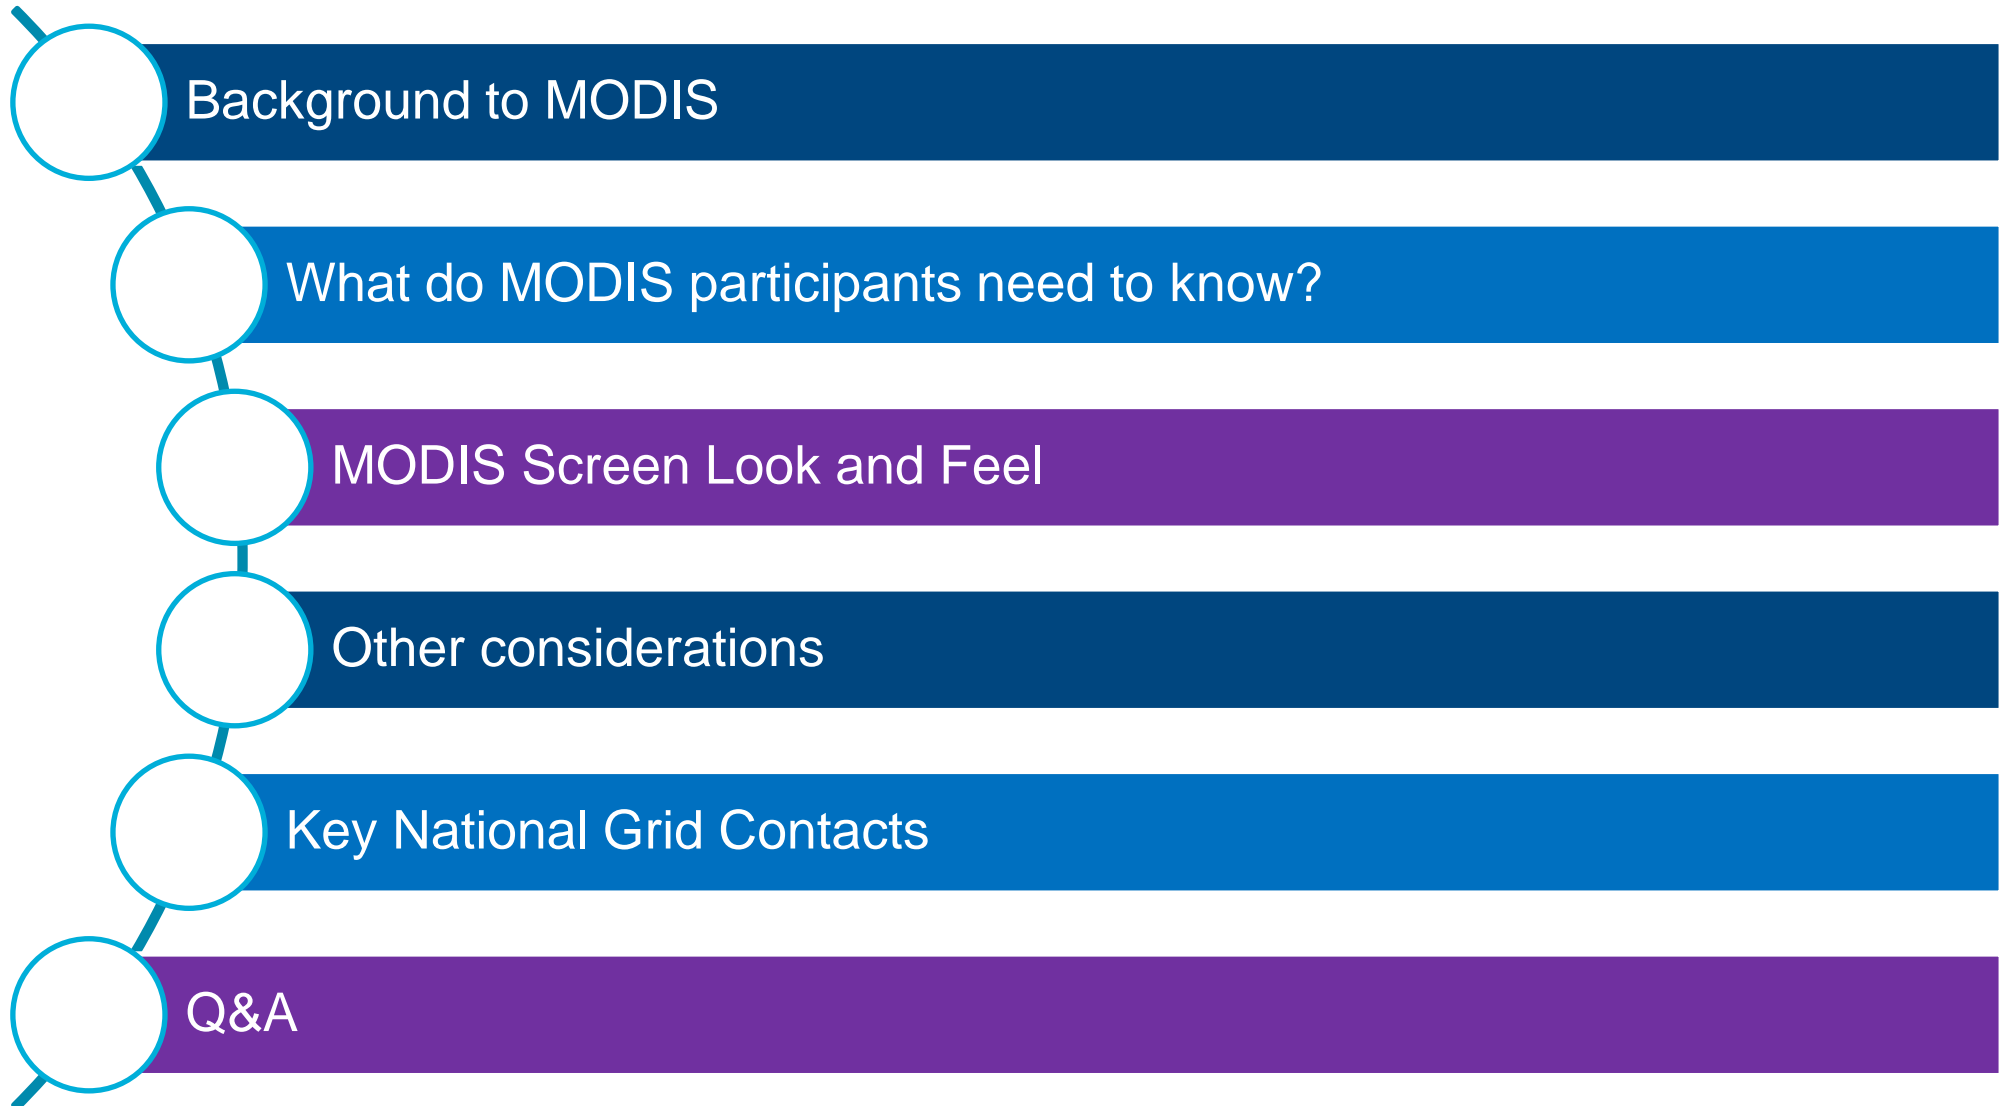 Background to MODIS
What do MODIS participants need to know?
MODIS Screen Look and Feel
Other considerations
Key National Grid Contacts
Q&A